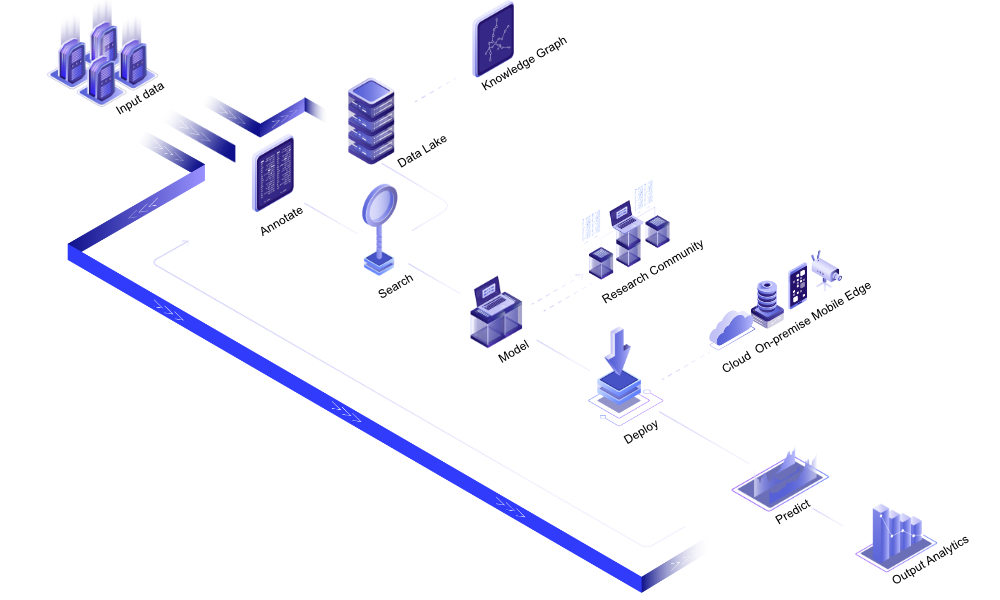 Input data
Knowledge Graph
Data Lake
Annotate
Search
Research Community
Model
Cloud On-premise Mobile Edge
Deploy
Predict
Output Analytics